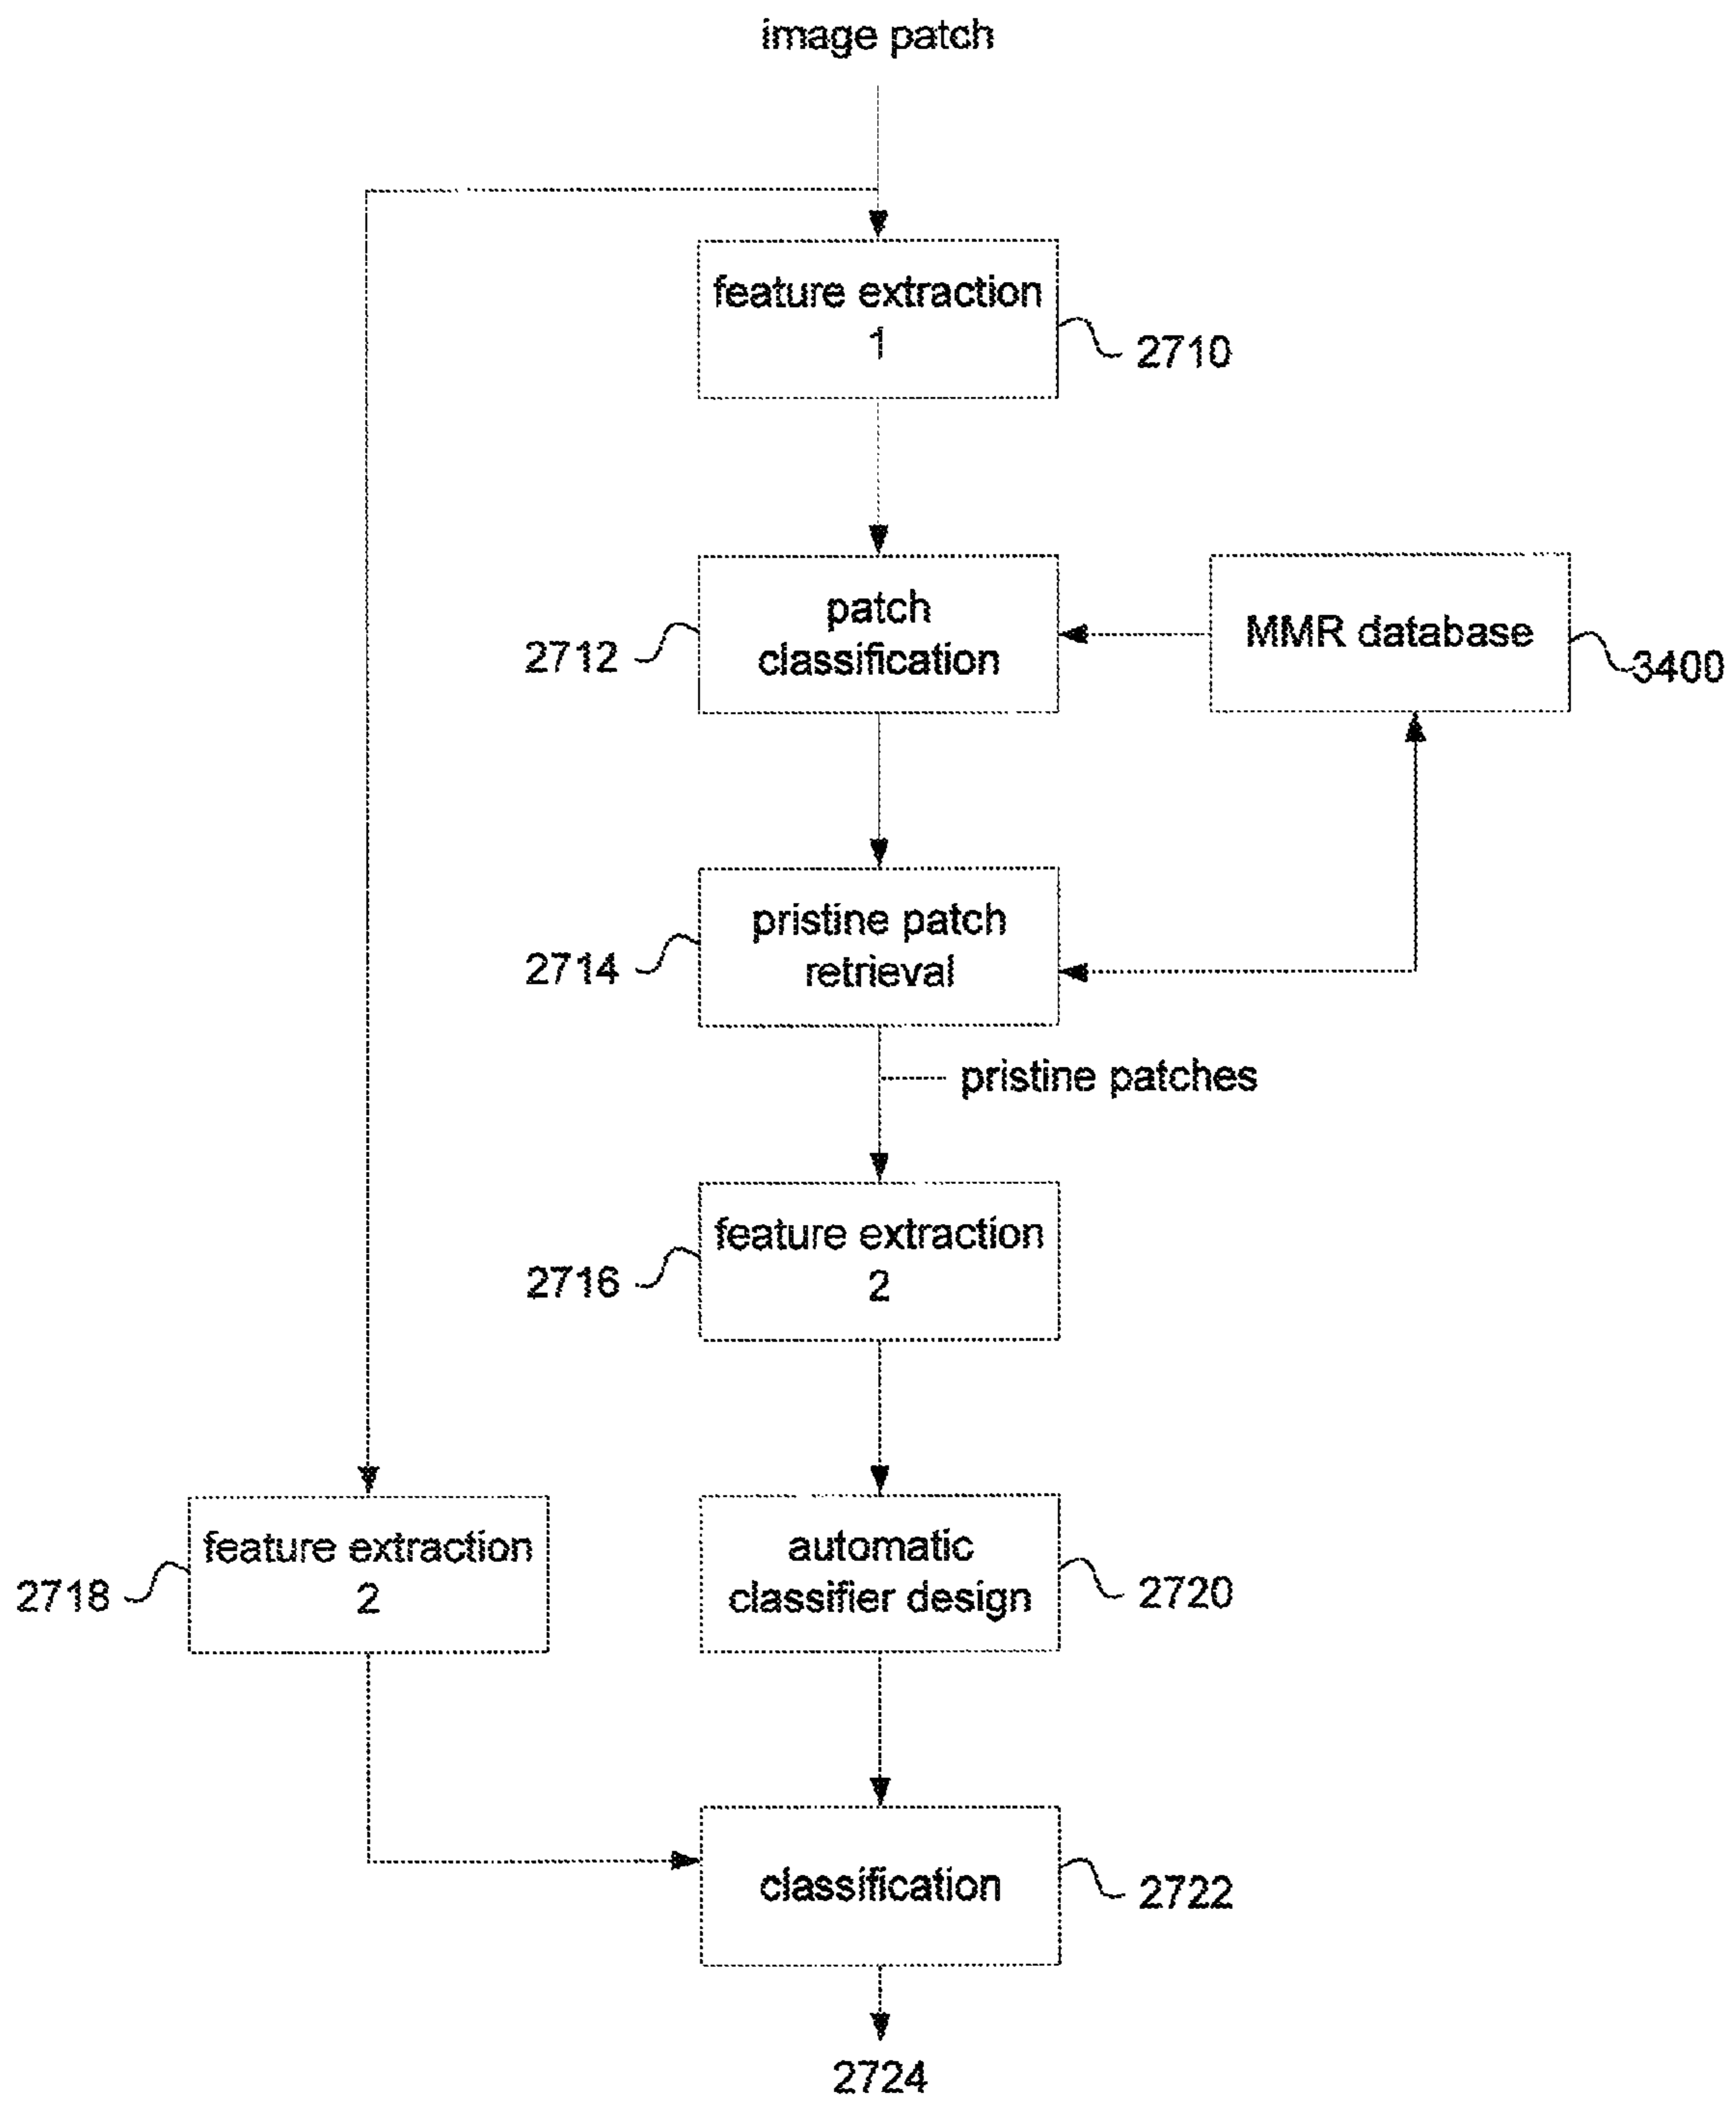 image patch
feature extraction
1
2710
patch
classification
2712
MMR database
3400
pristine patch
retrieval
2714
pristine patches
feature extraction
2
2716
feature extraction
2
2718
automatic
classifier design
2720
classification
2722
2724